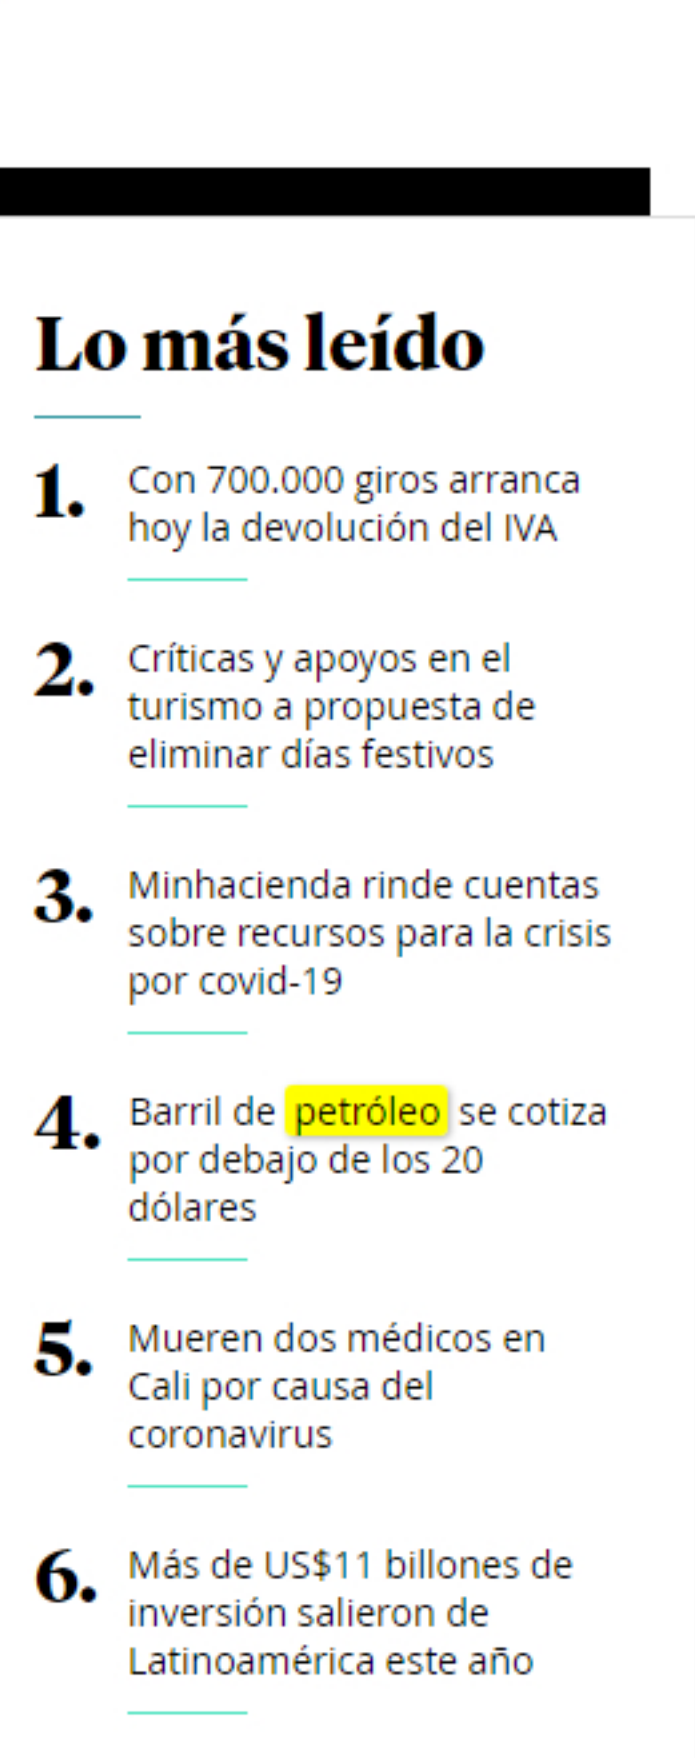 Lo más leído
1. Con 700.000 giros arranca
hoy la devolución del IVA
2. Críticas y apoyos en el
turismo a propuesta de
eliminar días festivos
3. Minhacienda rinde cuentas
sobre recursos para la crisis
por covid-19
4. Barril de petróleo se cotiza
por debajo de los 20
dólares
5. Mueren dos médicos en
Cali por causa del
coronavirus
6. Más de US$11 billones de
inversión salieron de
Latinoamérica este año